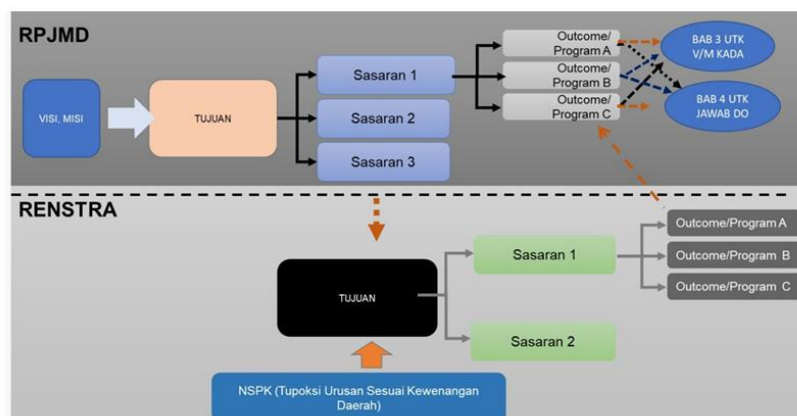 RPJMD
VISI, MISI
TUJUAN
Sasaran 1
Sasaran 2
Sasaran 3
Outcome/
Program A
Outcome/
Program B
Outcome/
Program C
BAB 3 UTK
V/M KADA
BAB 4 UTK
JAWAB DO
RENSTRA
TUJUAN
Sasaran 1
Sasaran 2
Outcome/Program A
Outcome/Program B
Outcome/Program C
NSPK (Tupoksi Urusan Sesuai Kewenangan
Daerah)